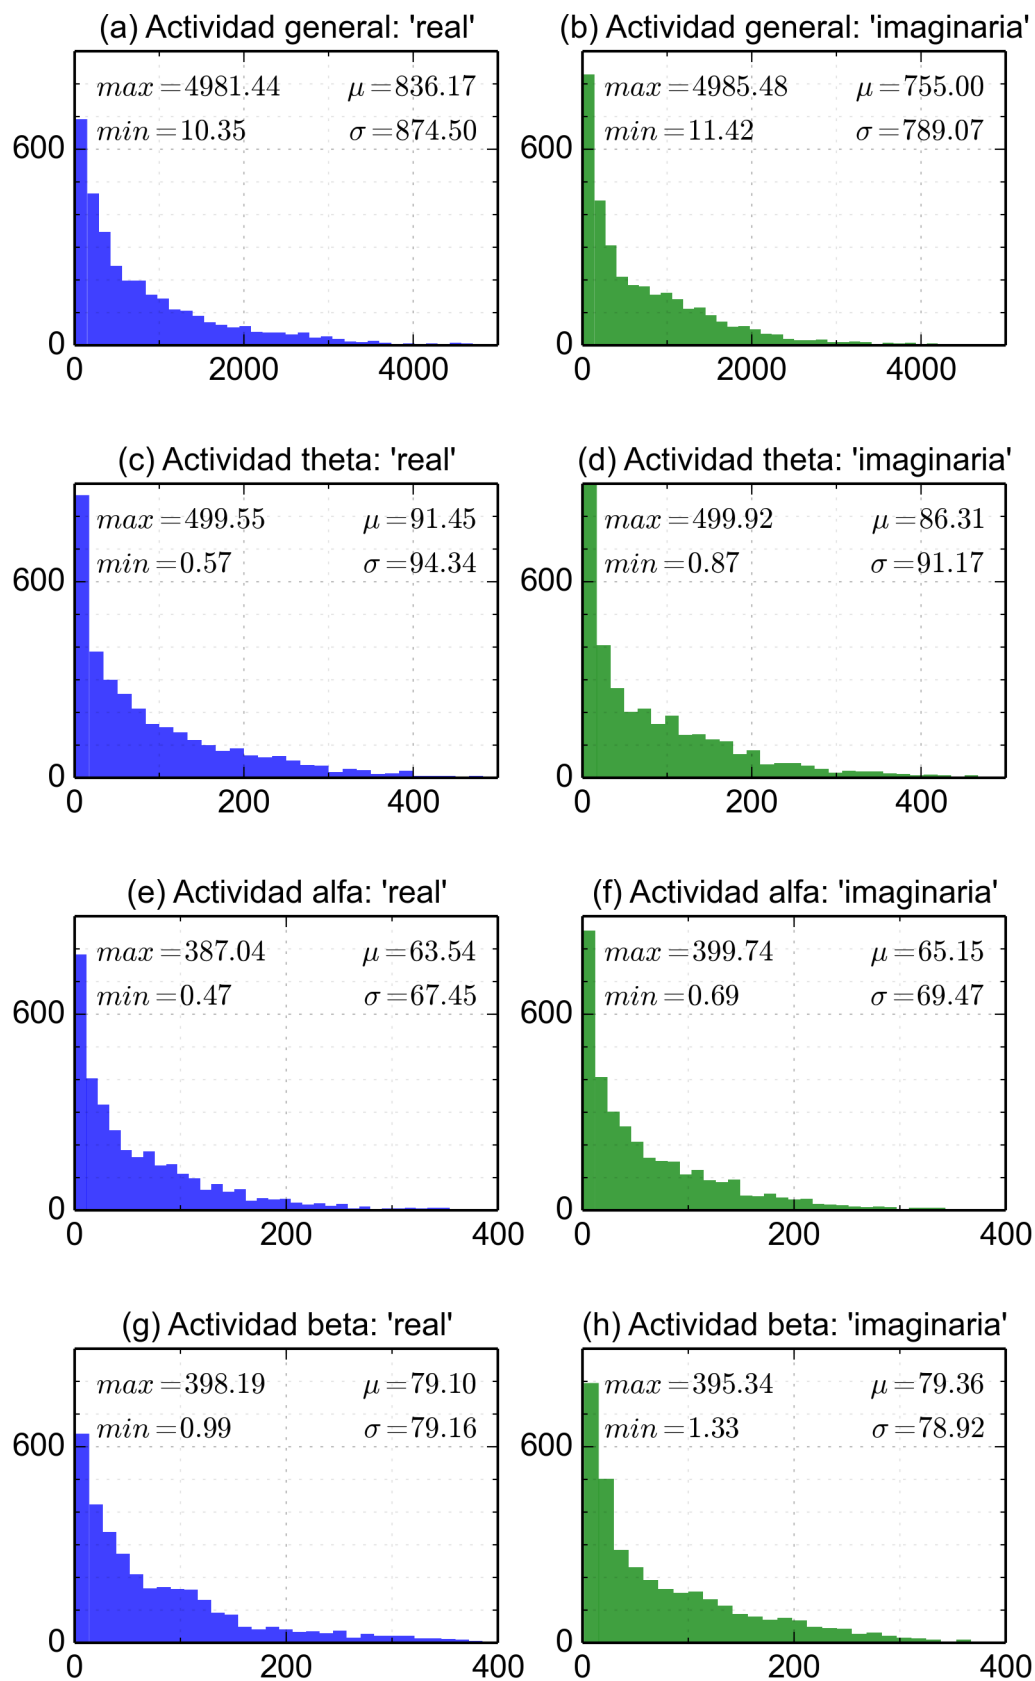 (a) Actividad general: 'real'
max=4981.44 μ=836.17
min=10.35 σ=874.50
600
0
0 2000 4000
(b) Actividad general: 'imaginaria'
max=4985.48 μ=755.00
min=11.42 σ=789.07
600
0
0 2000 4000
(c) Actividad theta: 'real'
max=499.55 μ=91.45
min=0.57 σ=94.34
600
0
0 200 400
(d) Actividad theta: 'imaginaria'
max=499.92 μ=86.31
min=0.87 σ=91.17
600
0
0 200 400
(e) Actividad alfa: 'real'
max=387.04 μ=63.54
min=0.47 σ=67.45
600
0
0 200 400
(f) Actividad alfa: 'imaginaria'
max=399.74 μ=65.15
min=0.69 σ=69.47
600
0
0 200 400
(g) Actividad beta: 'real'
max=398.19 μ=79.10
min=0.99 σ=79.16
600
0
0 200 400
(h) Actividad beta: 'imaginaria'
max=395.34 μ=79.36
min=1.33 σ=78.92
600
0
0 200 400